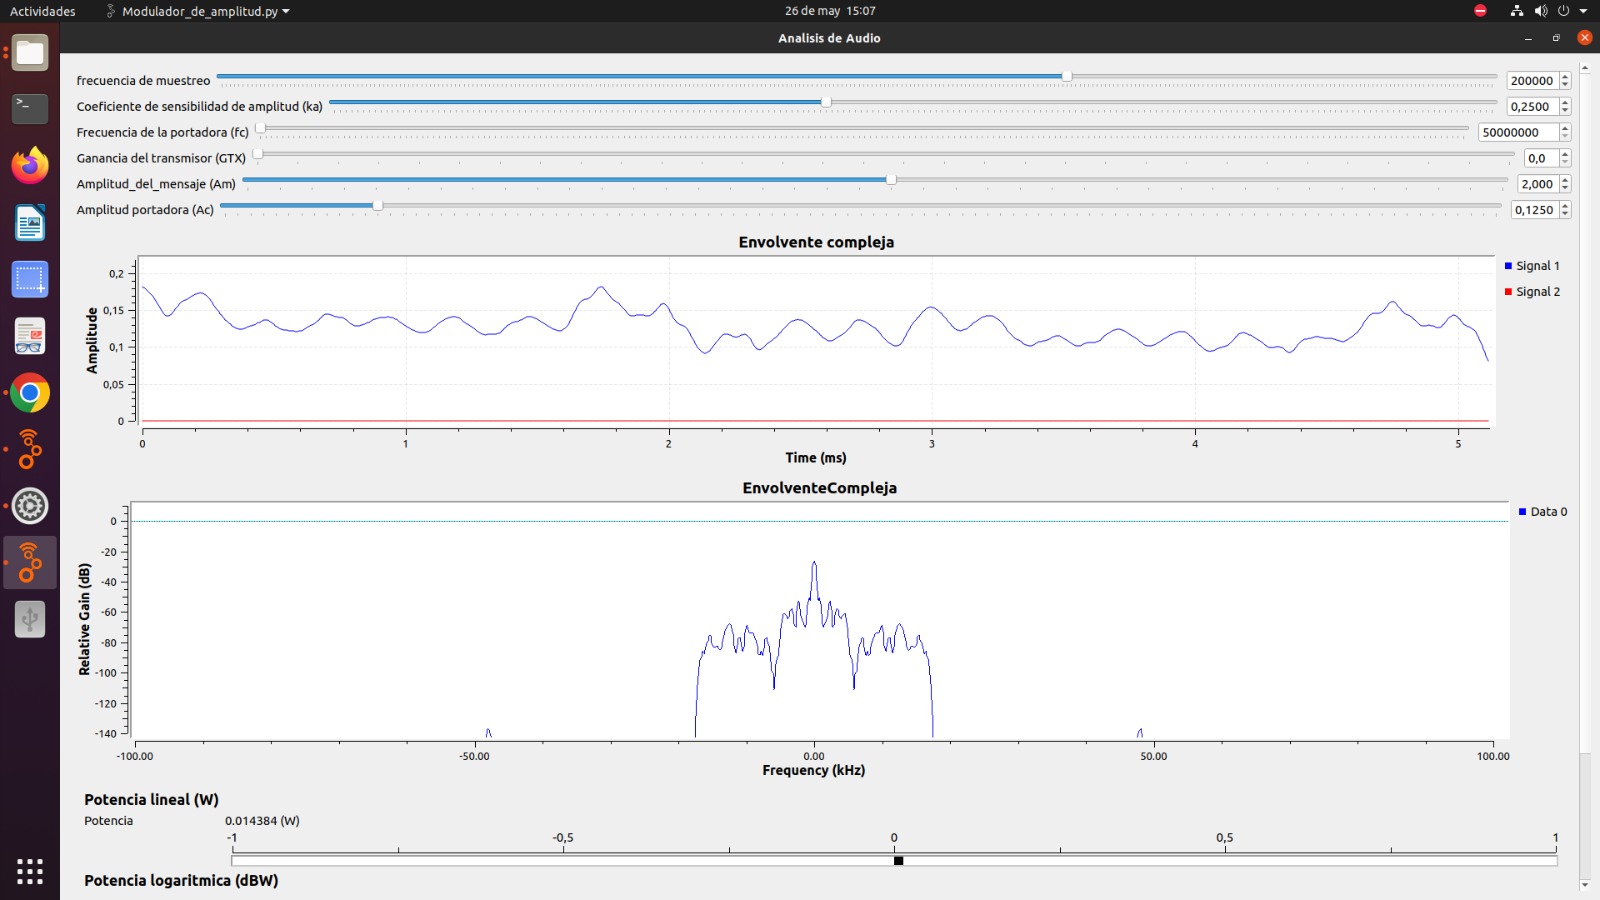 Actividades Modulador_de_amplitud.py 26 de may 15:07
Analisis de Audio
frecuencia de muestreo 200000
Coeficiente de sensibilidad de amplitud (ka) 0,2500
Frecuencia de la portadora (fc) 50000000
Ganancia del transmisor (GTX) 0,0
Amplitud_del_mensaje (Am) 2,000
Amplitud portadora (Ac) 0,1250
Envolvente compleja
Amplitude
0,2
0,15
0,1
0,05
0
Signal 1
Signal 2
0 1 2 3 4 5
Time (ms)
EnvolventeCompleja
Relative Gain (dB)
0
-20
-40
-60
-80
-100
-120
-140
Data 0
-100.00 -50.00 0.00 50.00 100.00
Frequency (kHz)
Potencia lineal (W)
Potencia 0.014384 (W)
-1 -0,5 0 0,5 1
Potencia logaritmica (dBW)